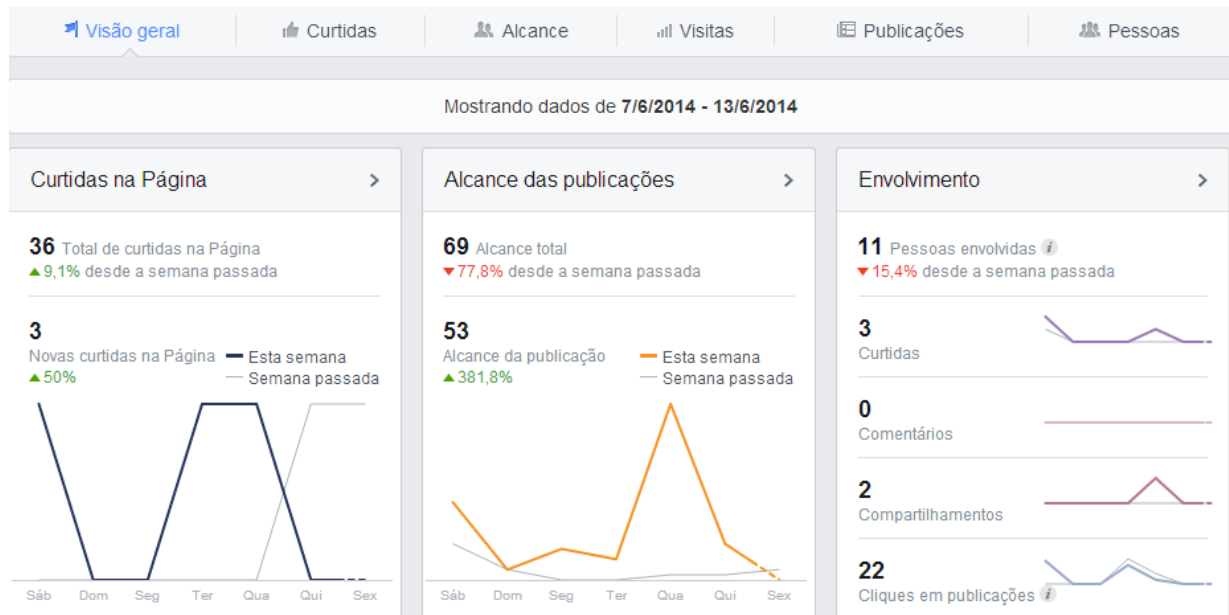 Visão geral Curtidas Alcance Visitas Publicações Pessoas
Mostrando dados de 7/6/2014 - 13/6/2014
Curtidas na Página
36 Total de curtidas na Página
9,1% desde a semana passada
3
Novas curtidas na Página
50%
Esta semana
Semana passada
Sáb Dom Seg Ter Qua Qui Sex
Alcance das publicações
69 Alcance total
77,8% desde a semana passada
53
Alcance da publicação
381,8%
Esta semana
Semana passada
Sáb Dom Seg Ter Qua Qui Sex
Envolvimento
11 Pessoas envolvidas i
15,4% desde a semana passada
3
Curtidas
0
Comentários
2
Compartilhamentos
22
Cliques em publicações i